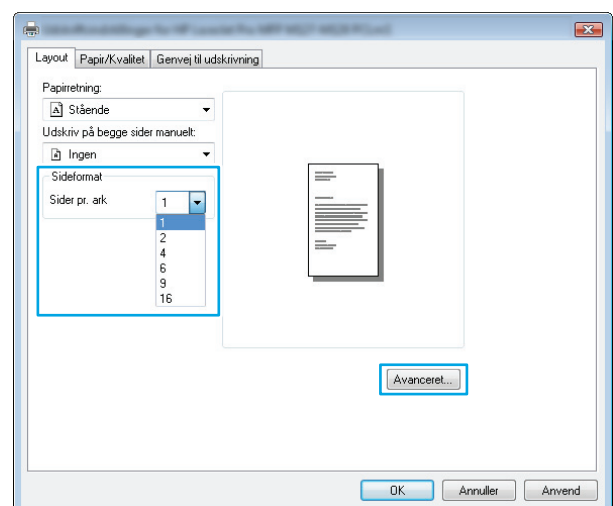 Layout
Papir/Kvalitet
Genvej til udskrivning
Papirretning:
A Stående
Udskriv på begge sider manuelt:
Ingen
Sideformat
Sider pr. ark
1
1
2
4
6
9
16
Avanceret...
OK
Annuller
Anvend